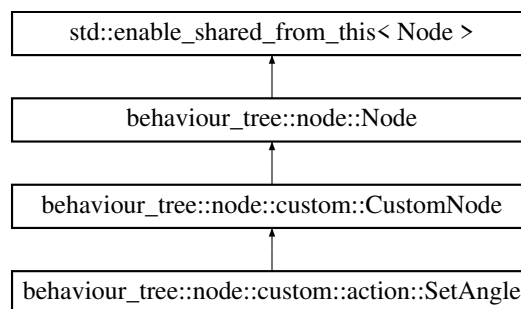 std::enable_shared_from_this< Node >
behaviour_tree::node::Node
behaviour_tree::node::custom::CustomNode
behaviour_tree::node::custom::action::SetAngle